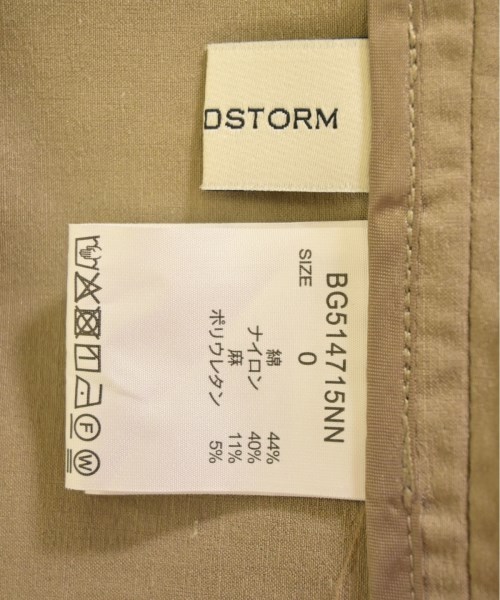 DSTORM
BG514715NN
SIZE 0
綿 44%
ナイロン 40%
麻 11%
ポリウレタン 5%
F W